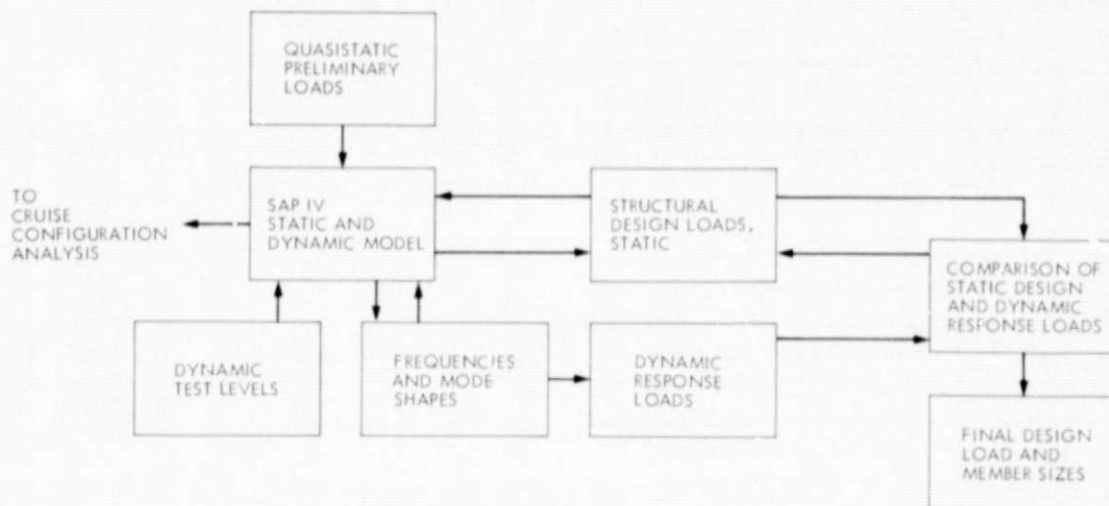 QUASISTATIC
PRELIMINARY
LOADS
TO
CRUISE
CONFIGURATION
ANALYSIS
SAP IV
STATIC AND
DYNAMIC MODEL
STRUCTURAL
DESIGN LOADS,
STATIC
COMPARISON OF
STATIC DESIGN
AND DYNAMIC
RESPONSE LOADS
DYNAMIC
TEST LEVELS
FREQUENCIES
AND MODE
SHAPES
DYNAMIC
RESPONSE
LOADS
FINAL DESIGN
LOAD AND
MEMBER SIZES